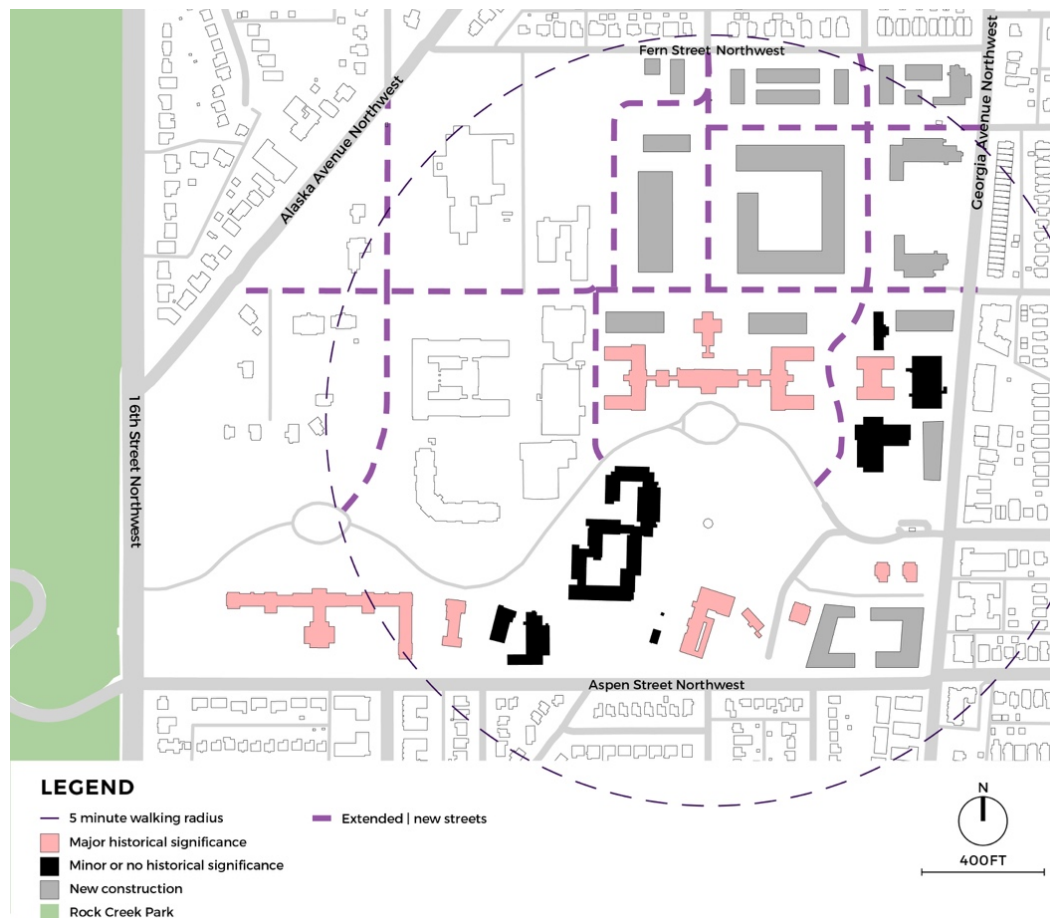 Fern Street Northwest
Georgia Avenue Northwest
Alaska Avenue Northwest
16th Street Northwest
Aspen Street Northwest
LEGEND
5 minute walking radius
Extended | new streets
Major historical significance
Minor or no historical significance
New construction
Rock Creek Park
N
400FT